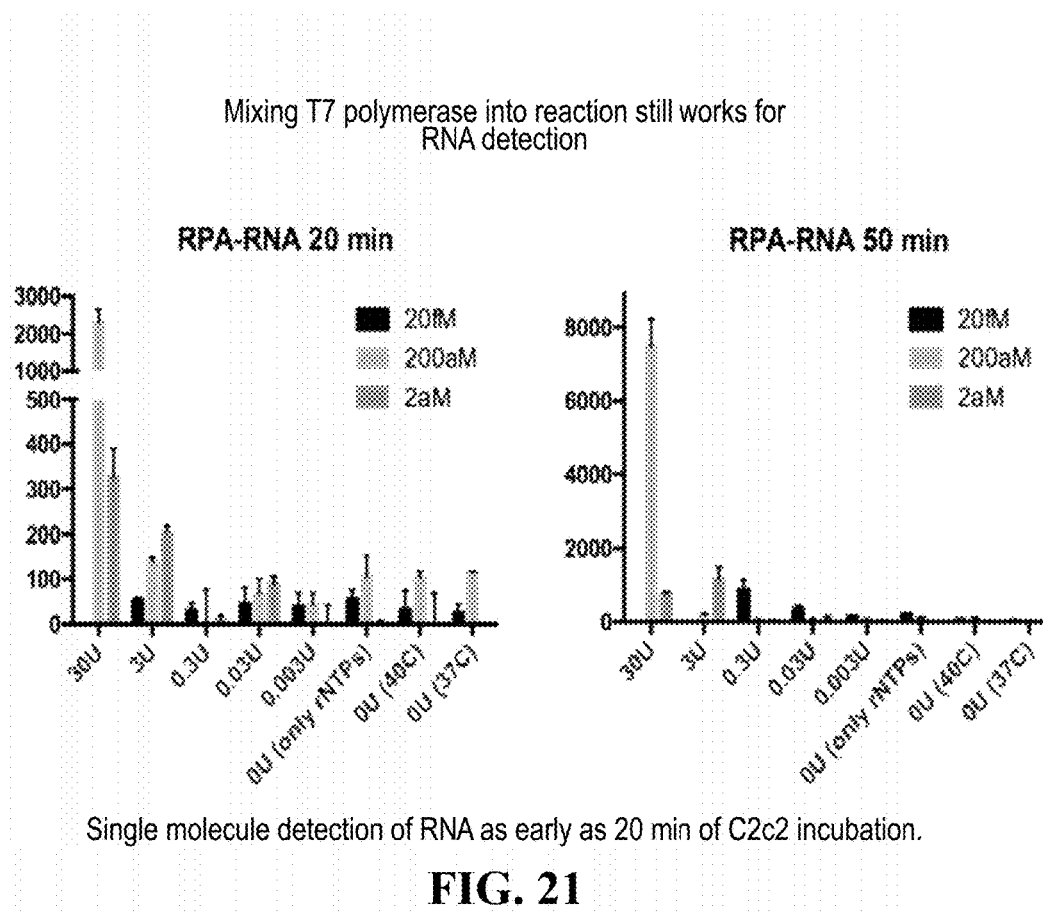 Mixing T7 polymerase into reaction still works for
RNA detection
RPA-RNA 20 min
3000
2000
1000
500
400
300
200
100
0
20fM
200aM
2aM
30U
3U
0.3U
0.03U
0.003U
0U (only rNTPs)
0U (40C)
0U (37C)
RPA-RNA 50 min
8000
6000
4000
2000
0
20fM
200aM
2aM
30U
3U
0.3U
0.03U
0.003U
0U (only rNTPs)
0U (40C)
0U (37C)
Single molecule detection of RNA as early as 20 min of C2c2 incubation.
FIG. 21